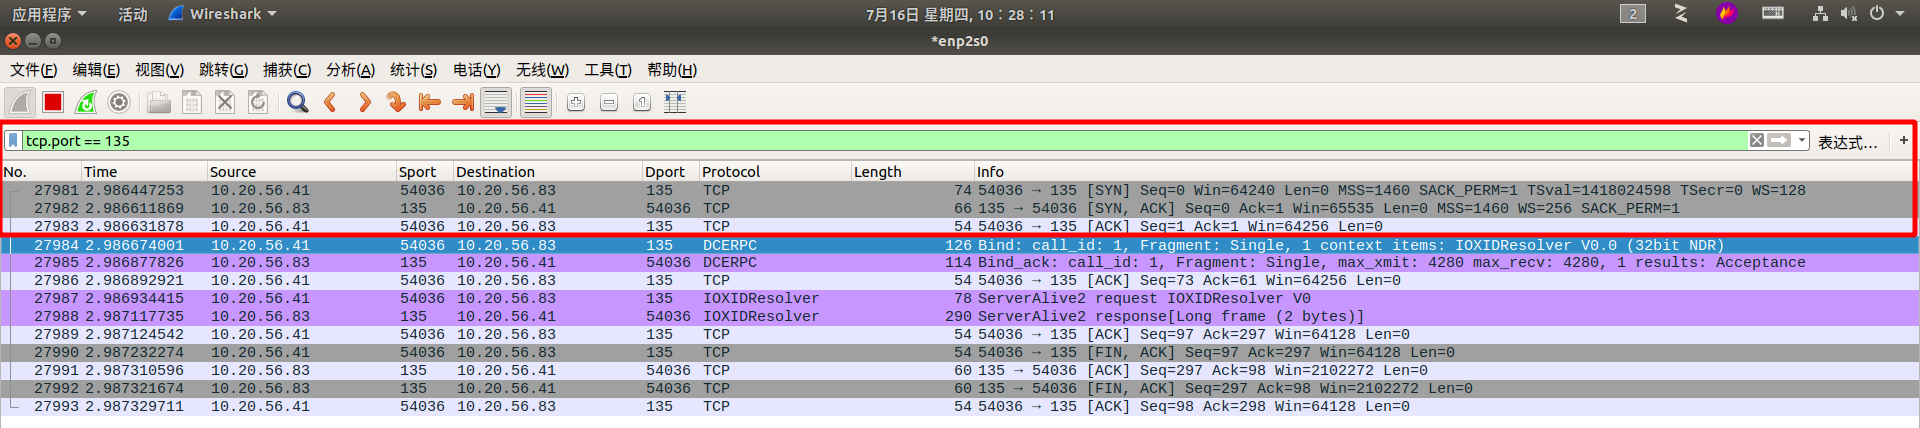 应用程序 活动 Wireshark 7月16日 星期四, 10：28：11 2
*enp2s0
文件(F) 编辑(E) 视图(V) 跳转(G) 捕获(C) 分析(A) 统计(S) 电话(Y) 无线(W) 工具(T) 帮助(H)
tcp.port == 135 表达式… +
No. Time Source Sport Destination Dport Protocol Length Info
27981 2.986447253 10.20.56.41 54036 10.20.56.83 135 TCP 74 54036 → 135 [SYN] Seq=0 Win=64240 Len=0 MSS=1460 SACK_PERM=1 TSval=1418024598 TSecr=0 WS=128
27982 2.986611869 10.20.56.83 135 10.20.56.41 54036 TCP 66 135 → 54036 [SYN, ACK] Seq=0 Ack=1 Win=65535 Len=0 MSS=1460 WS=256 SACK_PERM=1
27983 2.986631878 10.20.56.41 54036 10.20.56.83 135 TCP 54 54036 → 135 [ACK] Seq=1 Ack=1 Win=64256 Len=0
27984 2.986674001 10.20.56.41 54036 10.20.56.83 135 DCERPC 126 Bind: call_id: 1, Fragment: Single, 1 context items: IOXIDResolver V0.0 (32bit NDR)
27985 2.986877826 10.20.56.83 135 10.20.56.41 54036 DCERPC 114 Bind_ack: call_id: 1, Fragment: Single, max_xmit: 4280 max_recv: 4280, 1 results: Acceptance
27986 2.986892921 10.20.56.41 54036 10.20.56.83 135 TCP 54 54036 → 135 [ACK] Seq=73 Ack=61 Win=64256 Len=0
27987 2.986934415 10.20.56.41 54036 10.20.56.83 135 IOXIDResolver 78 ServerAlive2 request IOXIDResolver V0
27988 2.987117735 10.20.56.83 135 10.20.56.41 54036 IOXIDResolver 290 ServerAlive2 response[Long frame (2 bytes)]
27989 2.987124542 10.20.56.41 54036 10.20.56.83 135 TCP 54 54036 → 135 [ACK] Seq=97 Ack=297 Win=64128 Len=0
27990 2.987232274 10.20.56.41 54036 10.20.56.83 135 TCP 54 54036 → 135 [FIN, ACK] Seq=97 Ack=297 Win=64128 Len=0
27991 2.987310596 10.20.56.83 135 10.20.56.41 54036 TCP 60 135 → 54036 [ACK] Seq=297 Ack=98 Win=2102272 Len=0
27992 2.987321674 10.20.56.83 135 10.20.56.41 54036 TCP 60 135 → 54036 [FIN, ACK] Seq=297 Ack=98 Win=2102272 Len=0
27993 2.987329711 10.20.56.41 54036 10.20.56.83 135 TCP 54 54036 → 135 [ACK] Seq=98 Ack=298 Win=64128 Len=0